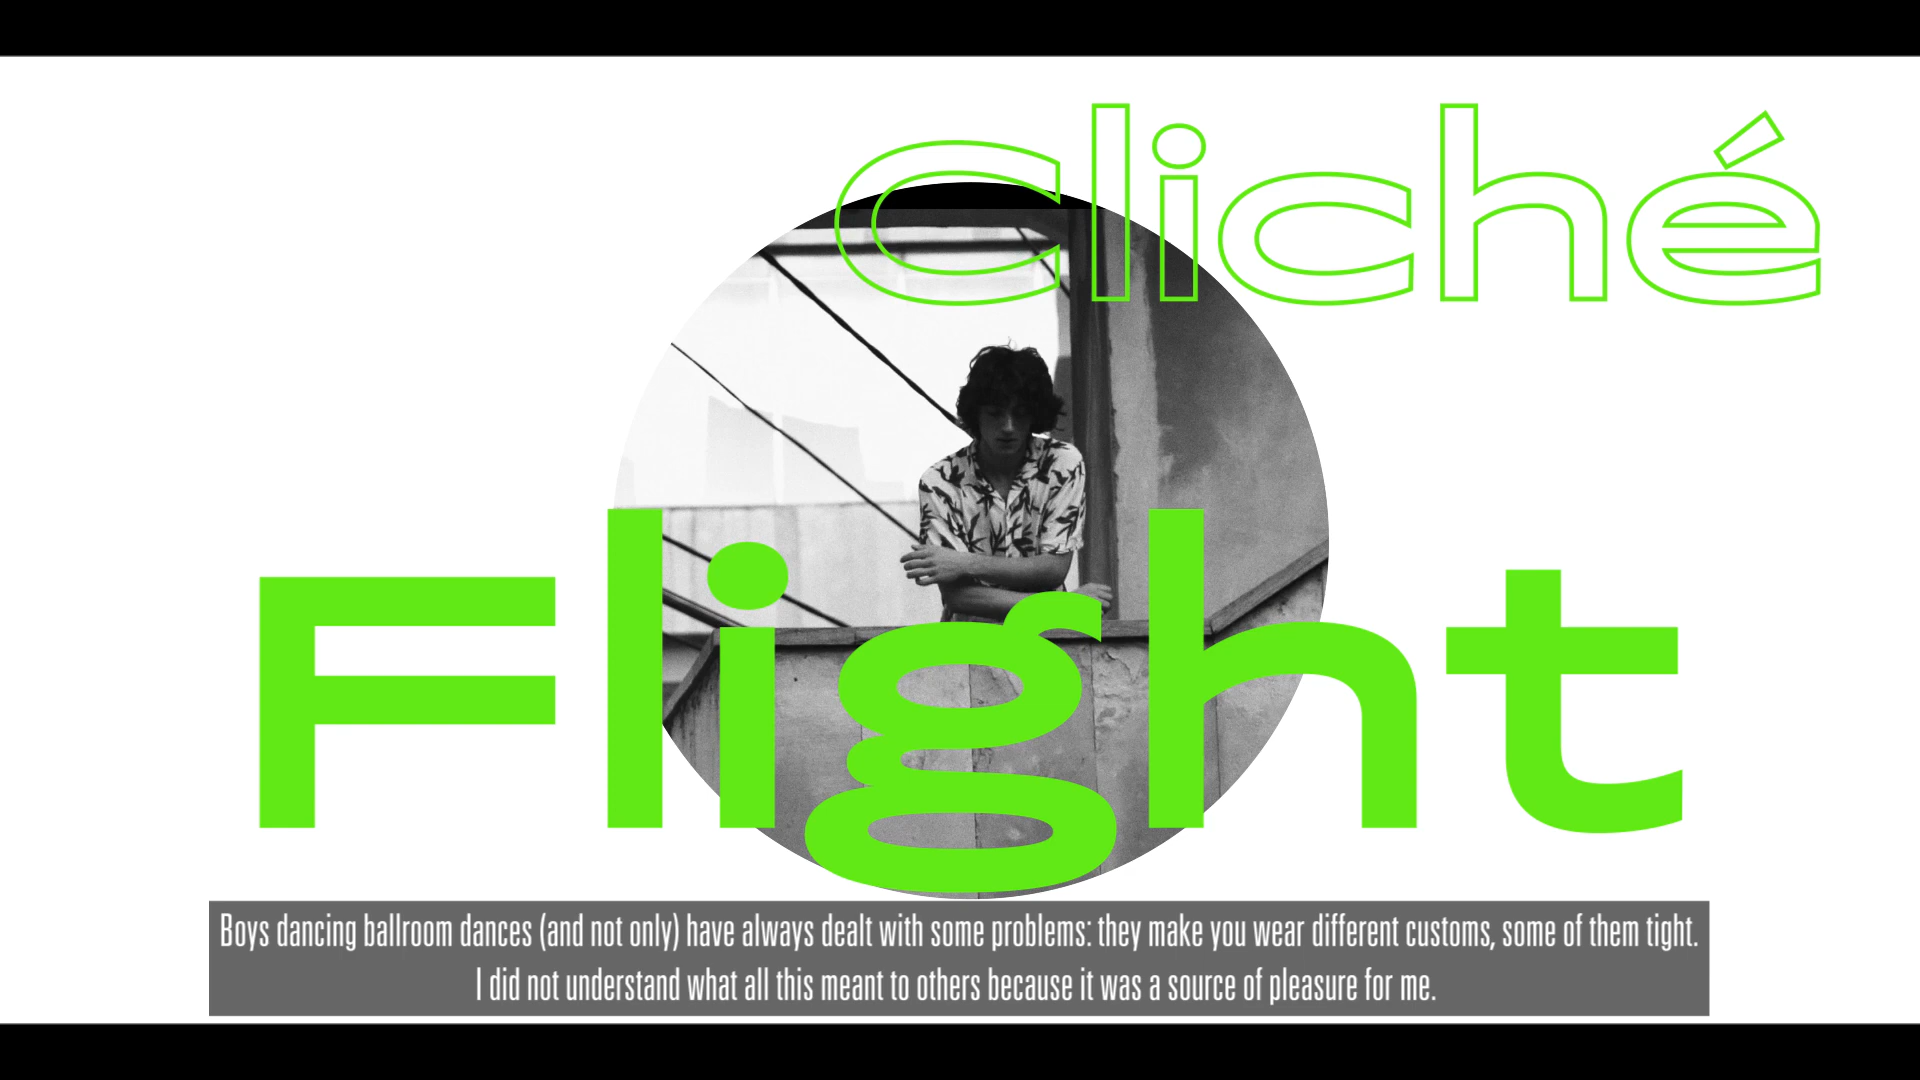 Cliché
Flight
Boys dancing ballroom dances (and not only) have always dealt with some problems: they make you wear different customs, some of them tight.
I did not understand what all this meant to others because it was a source of pleasure for me.